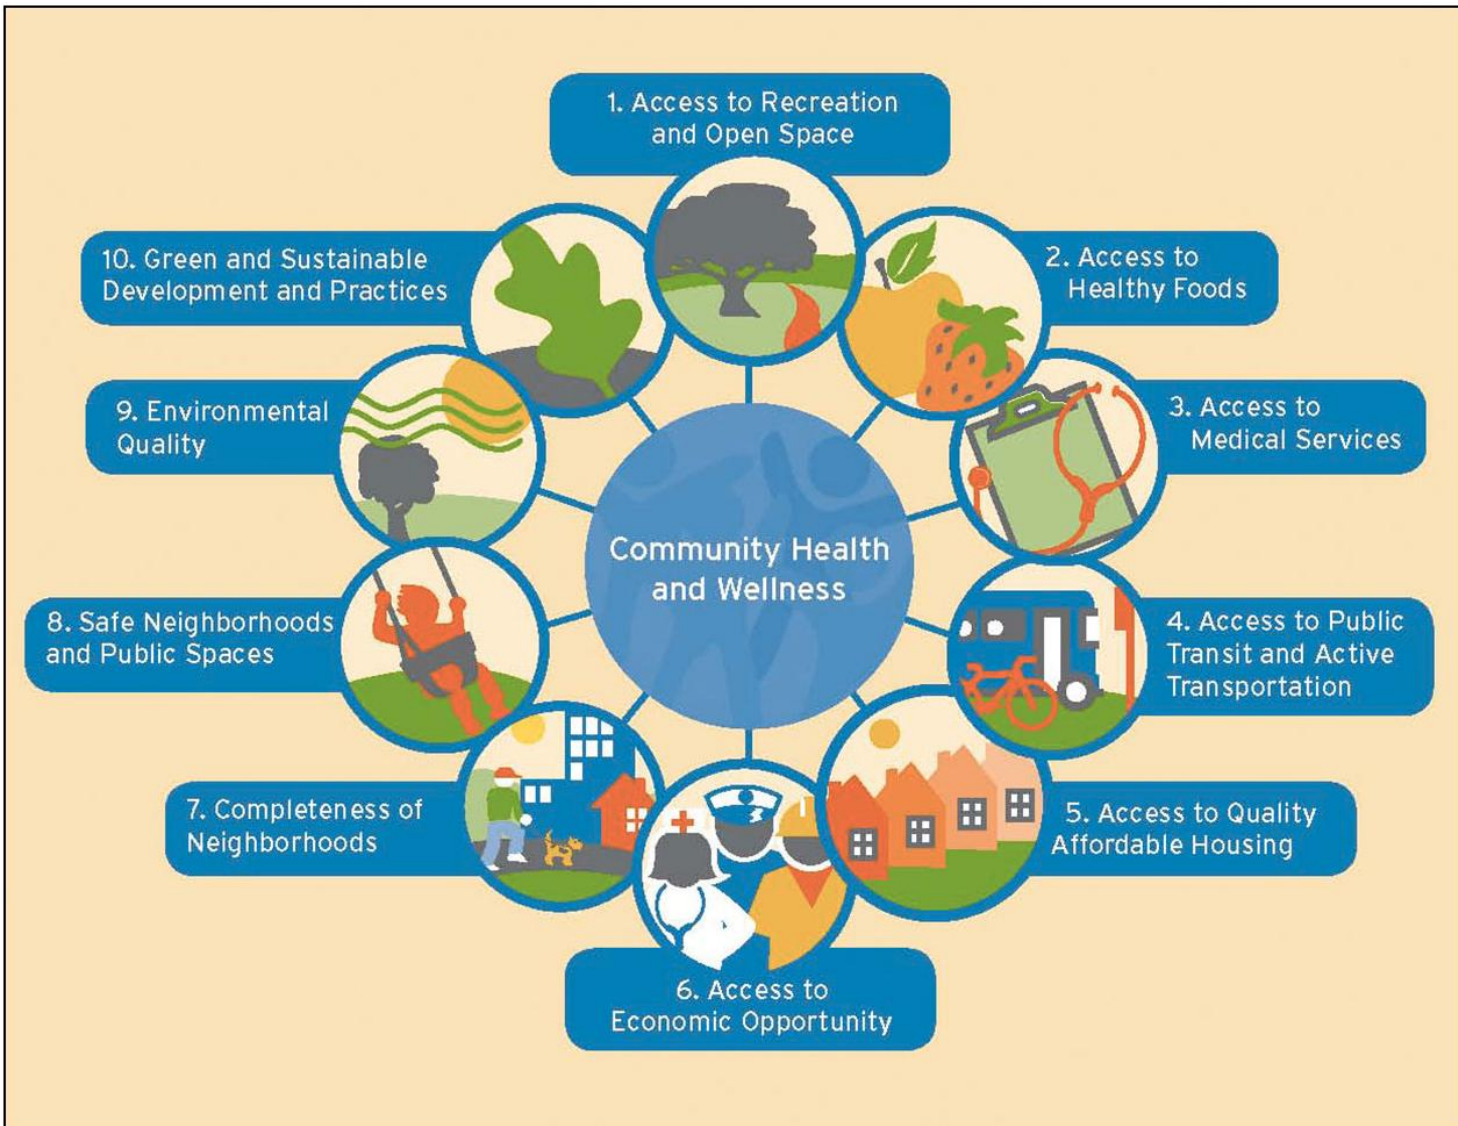 1. Access to Recreation
and Open Space
2. Access to
Healthy Foods
3. Access to
Medical Services
4. Access to Public
Transit and Active
Transportation
5. Access to Quality
Affordable Housing
6. Access to
Economic Opportunity
7. Completeness of
Neighborhoods
8. Safe Neighborhoods
and Public Spaces
9. Environmental
Quality
10. Green and Sustainable
Development and Practices
Community Health
and Wellness